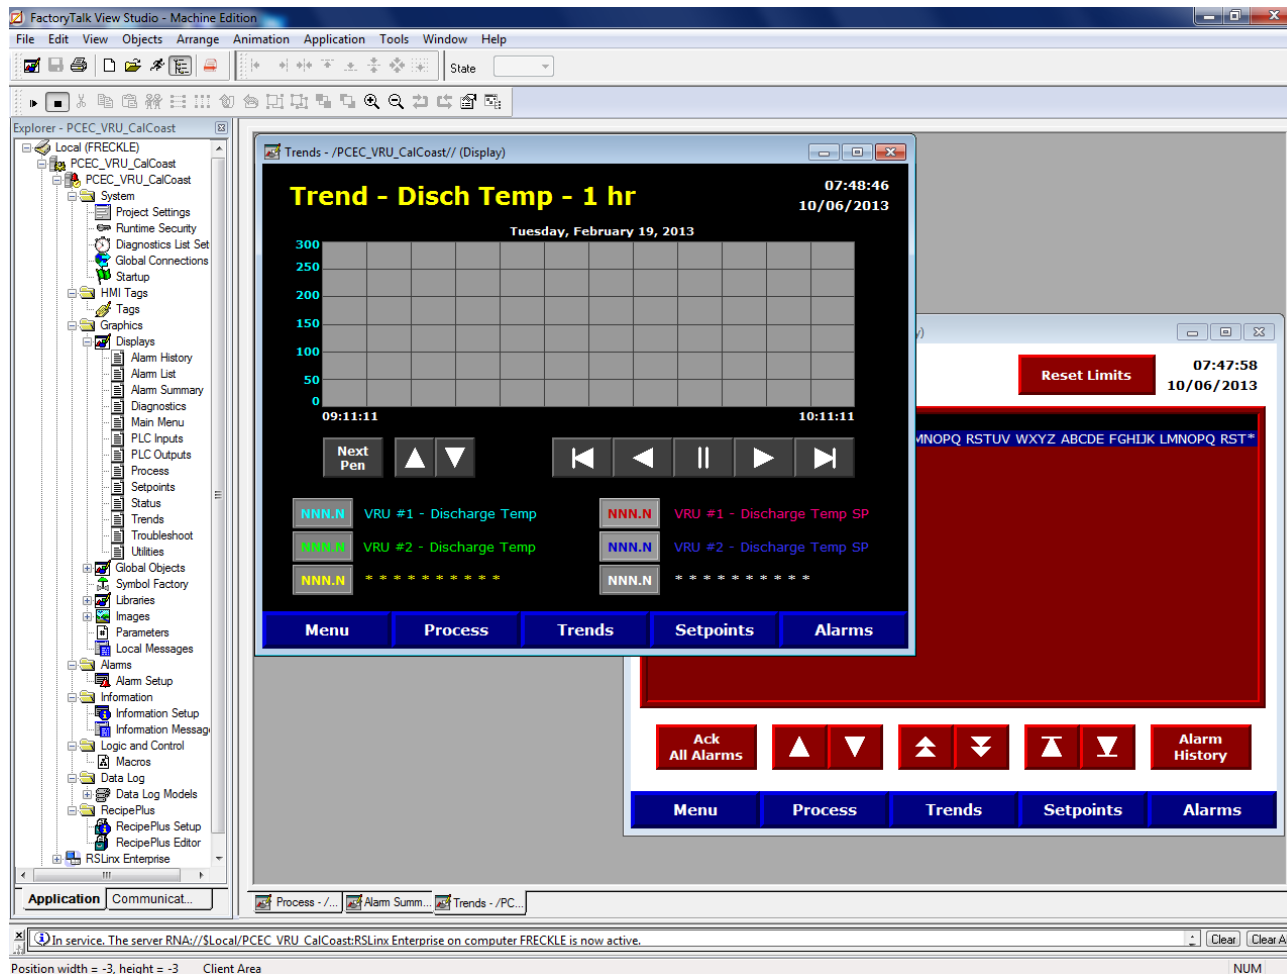 FactoryTalk View Studio - Machine Edition
File Edit View Objects Arrange Animation Application Tools Window Help
State
Explorer - PCEC_VRU_CalCoast
Local (FRECKLE)
PCEC_VRU_CalCoast
PCEC_VRU_CalCoast
System
Project Settings
Runtime Security
Diagnostics List Set
Global Connections
Startup
HMI Tags
Tags
Graphics
Displays
Alarm History
Alarm List
Alarm Summary
Diagnostics
Main Menu
PLC Inputs
PLC Outputs
Process
Setpoints
Status
Trends
Troubleshoot
Utilities
Global Objects
Symbol Factory
Libraries
Images
Parameters
Local Messages
Alarms
Alarm Setup
Information
Information Setup
Information Messag
Logic and Control
Macros
Data Log
Data Log Models
RecipePlus
RecipePlus Setup
RecipePlus Editor
RSLinx Enterprise
Application Communicat...
Trends - /PCEC_VRU_CalCoast// (Display)
Trend - Disch Temp - 1 hr
07:48:46
10/06/2013
Tuesday, February 19, 2013
300
250
200
150
100
50
0
09:11:11 10:11:11
Next
Pen
NNN.N VRU #1 - Discharge Temp NNN.N VRU #1 - Discharge Temp SP
NNN.N VRU #2 - Discharge Temp NNN.N VRU #2 - Discharge Temp SP
NNN.N * * * * * * * * * * NNN.N * * * * * * * * * *
Menu Process Trends Setpoints Alarms
y)
Reset Limits
07:47:58
10/06/2013
MNOPQ RSTUV WXYZ ABCDE FGHIJK LMNOPQ RST*
Ack
All Alarms
Alarm
History
Menu Process Trends Setpoints Alarms
Process - /... Alarm Summ... Trends - /PC...
In service. The server RNA://$Local/PCEC_VRU_CalCoast:RSLinx Enterprise on computer FRECKLE is now active.
Clear Clear A
Position width = -3, height = -3 Client Area NUM